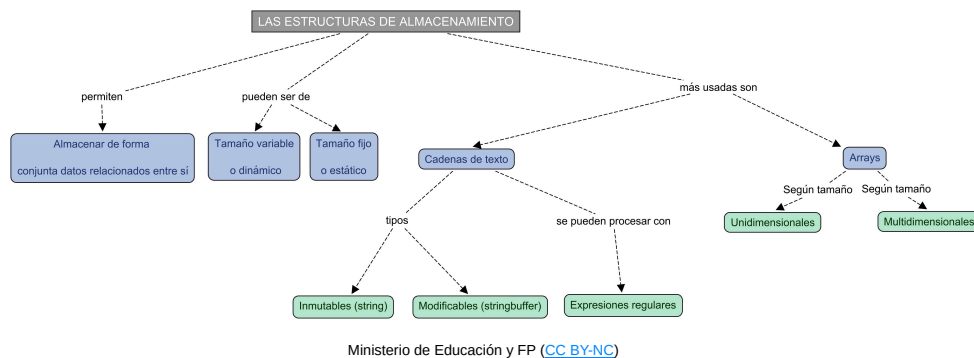 LAS ESTRUCTURAS DE ALMACENAMIENTO
permiten
pueden ser de
más usadas son
Almacenar de forma
conjunta datos relacionados entre sí
Tamaño variable
o dinámico
Tamaño fijo
o estático
Cadenas de texto
Arrays
Según tamaño
Según tamaño
Unidimensionales
Multidimensionales
tipos
se pueden procesar con
Inmutables (string)
Modificables (stringbuffer)
Expresiones regulares
Ministerio de Educación y FP (CC BY-NC)